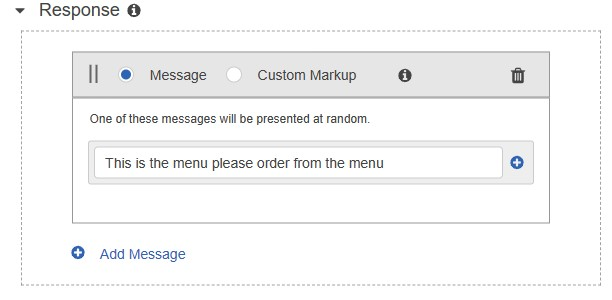 Response
Message Custom Markup
One of these messages will be presented at random.
This is the menu please order from the menu
Add Message